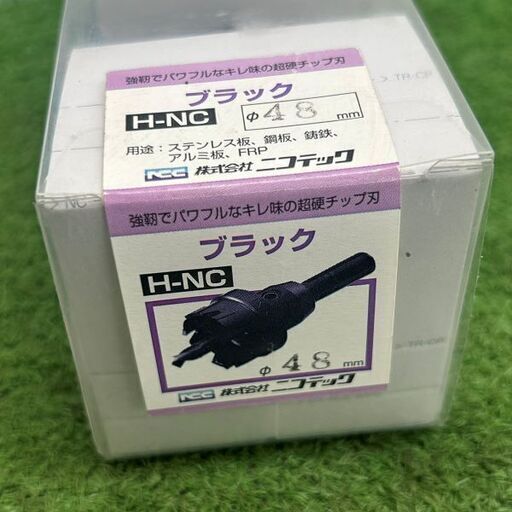 強靭でパワフルなキレ味の超硬チップ刃
ブラック
H-NC
φ48mm
用途：ステンレス板、鋼板、鋳鉄、
アルミ板、FRP
NCC 株式会社ニコテック
強靭でパワフルなキレ味の超硬チップ刃
ブラック
H-NC
φ48mm
NCC 株式会社ニコテック